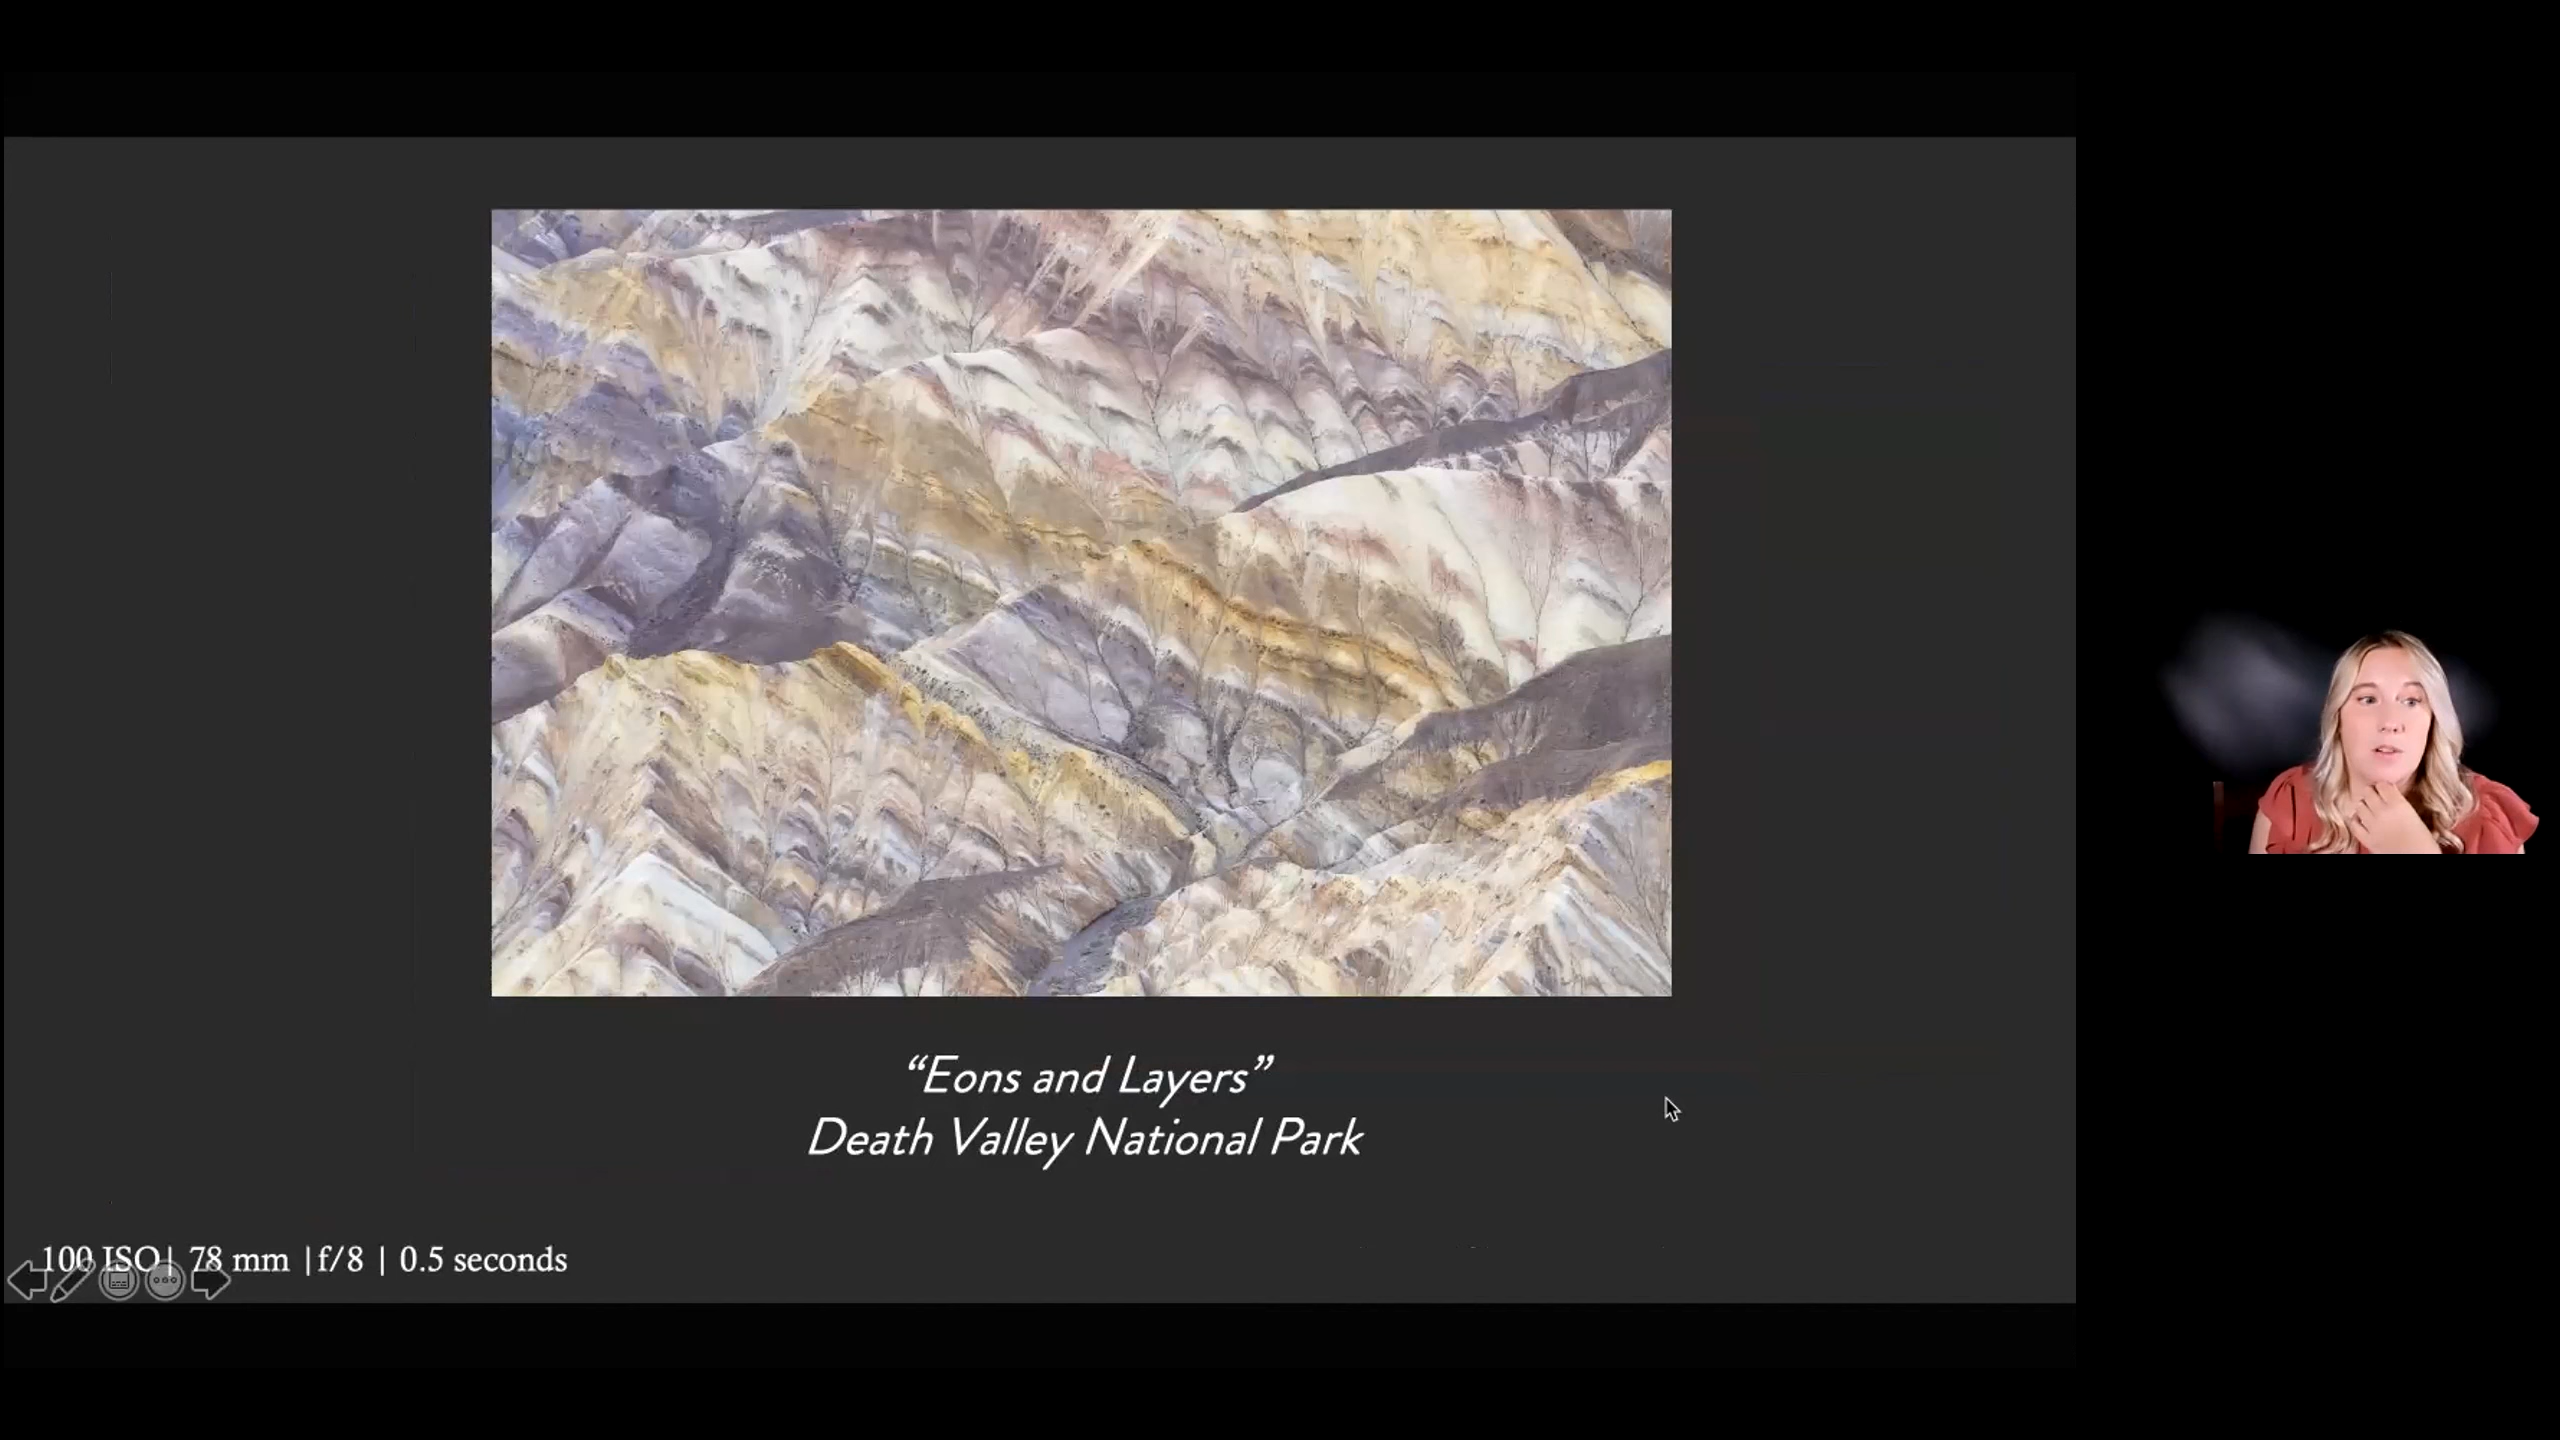 “Eons and Layers”
Death Valley National Park
100 ISO| 78 mm |f/8 | 0.5 seconds